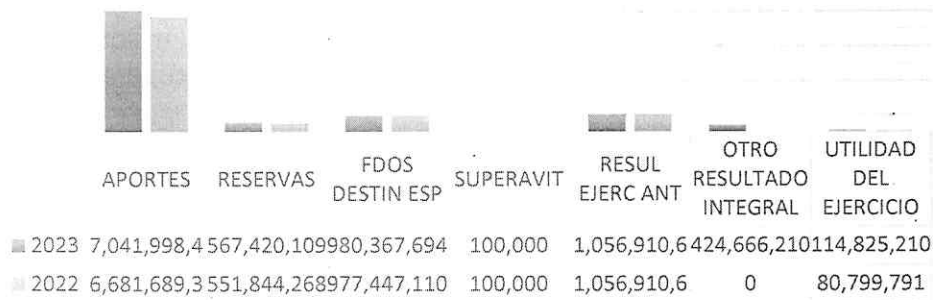 APORTES RESERVAS FDOS DESTIN ESP SUPERAVIT RESUL EJERC ANT OTRO RESULTADO INTEGRAL UTILIDAD DEL EJERCICIO
2023 7,041,998,4 567,420,109 980,367,694 100,000 1,056,910,6 424,666,210 114,825,210
2022 6,681,689,3 551,844,268 977,447,110 100,000 1,056,910,6 0 80,799,791